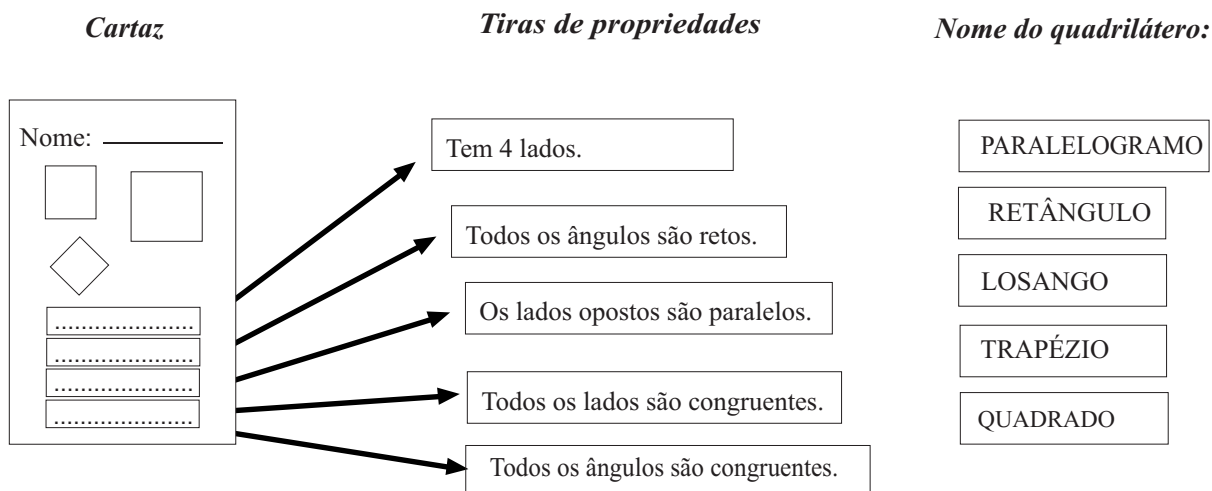 Cartaz
Tiras de propriedades
Nome do quadrilátero:
Nome: ___________
.....................
.....................
.....................
.....................
Tem 4 lados.
Todos os ângulos são retos.
Os lados opostos são paralelos.
Todos os lados são congruentes.
Todos os ângulos são congruentes.
PARALELOGRAMO
RETÂNGULO
LOSANGO
TRAPÉZIO
QUADRADO